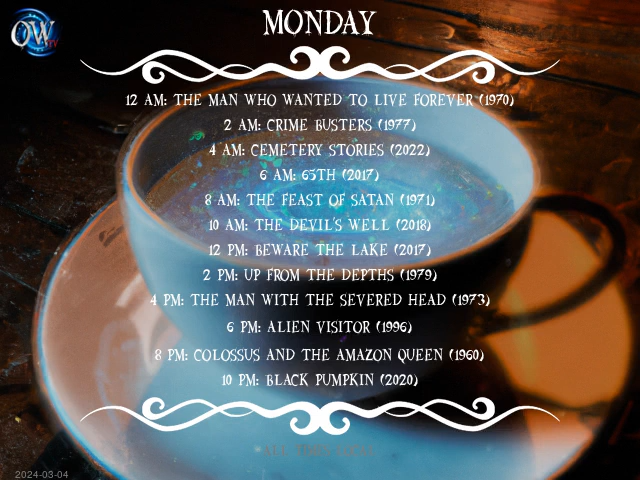 OW TV
MONDAY
12 AM: THE MAN WHO WANTED TO LIVE FOREVER (1970)
2 AM: CRIME BUSTERS (1977)
4 AM: CEMETERY STORIES (2022)
6 AM: 65TH (2017)
8 AM: THE FEAST OF SATAN (1971)
10 AM: THE DEVIL'S WELL (2018)
12 PM: BEWARE THE LAKE (2017)
2 PM: UP FROM THE DEPTHS (1979)
4 PM: THE MAN WITH THE SEVERED HEAD (1973)
6 PM: ALIEN VISITOR (1996)
8 PM: COLOSSUS AND THE AMAZON QUEEN (1960)
10 PM: BLACK PUMPKIN (2020)
2024-03-04